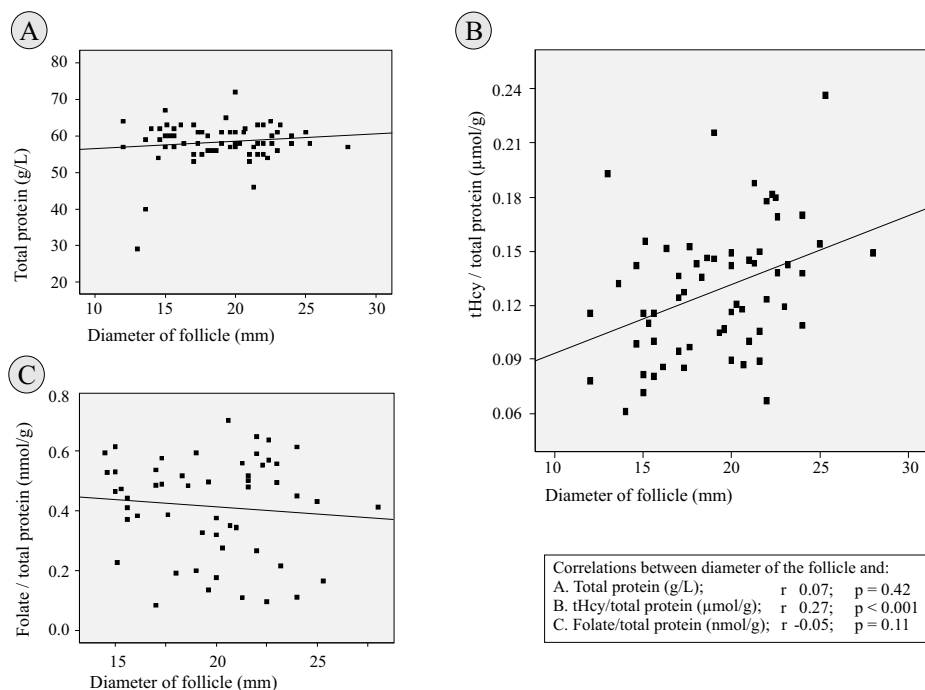 A
80
70
60
50
40
30
20
Total protein (g/L)
10 15 20 25 30
Diameter of follicle (mm)
B
0.24
0.21
0.18
0.15
0.12
0.09
0.06
tHcy / total protein (µmol/g)
10 15 20 25 30
Diameter of follicle (mm)
C
0.8
0.6
0.4
0.2
0.0
Folate / total protein (nmol/g)
15 20 25
Diameter of follicle (mm)
Correlations between diameter of the follicle and:
A. Total protein (g/L); r 0.07; p = 0.42
B. tHcy/total protein (µmol/g); r 0.27; p < 0.001
C. Folate/total protein (nmol/g); r -0.05; p = 0.11